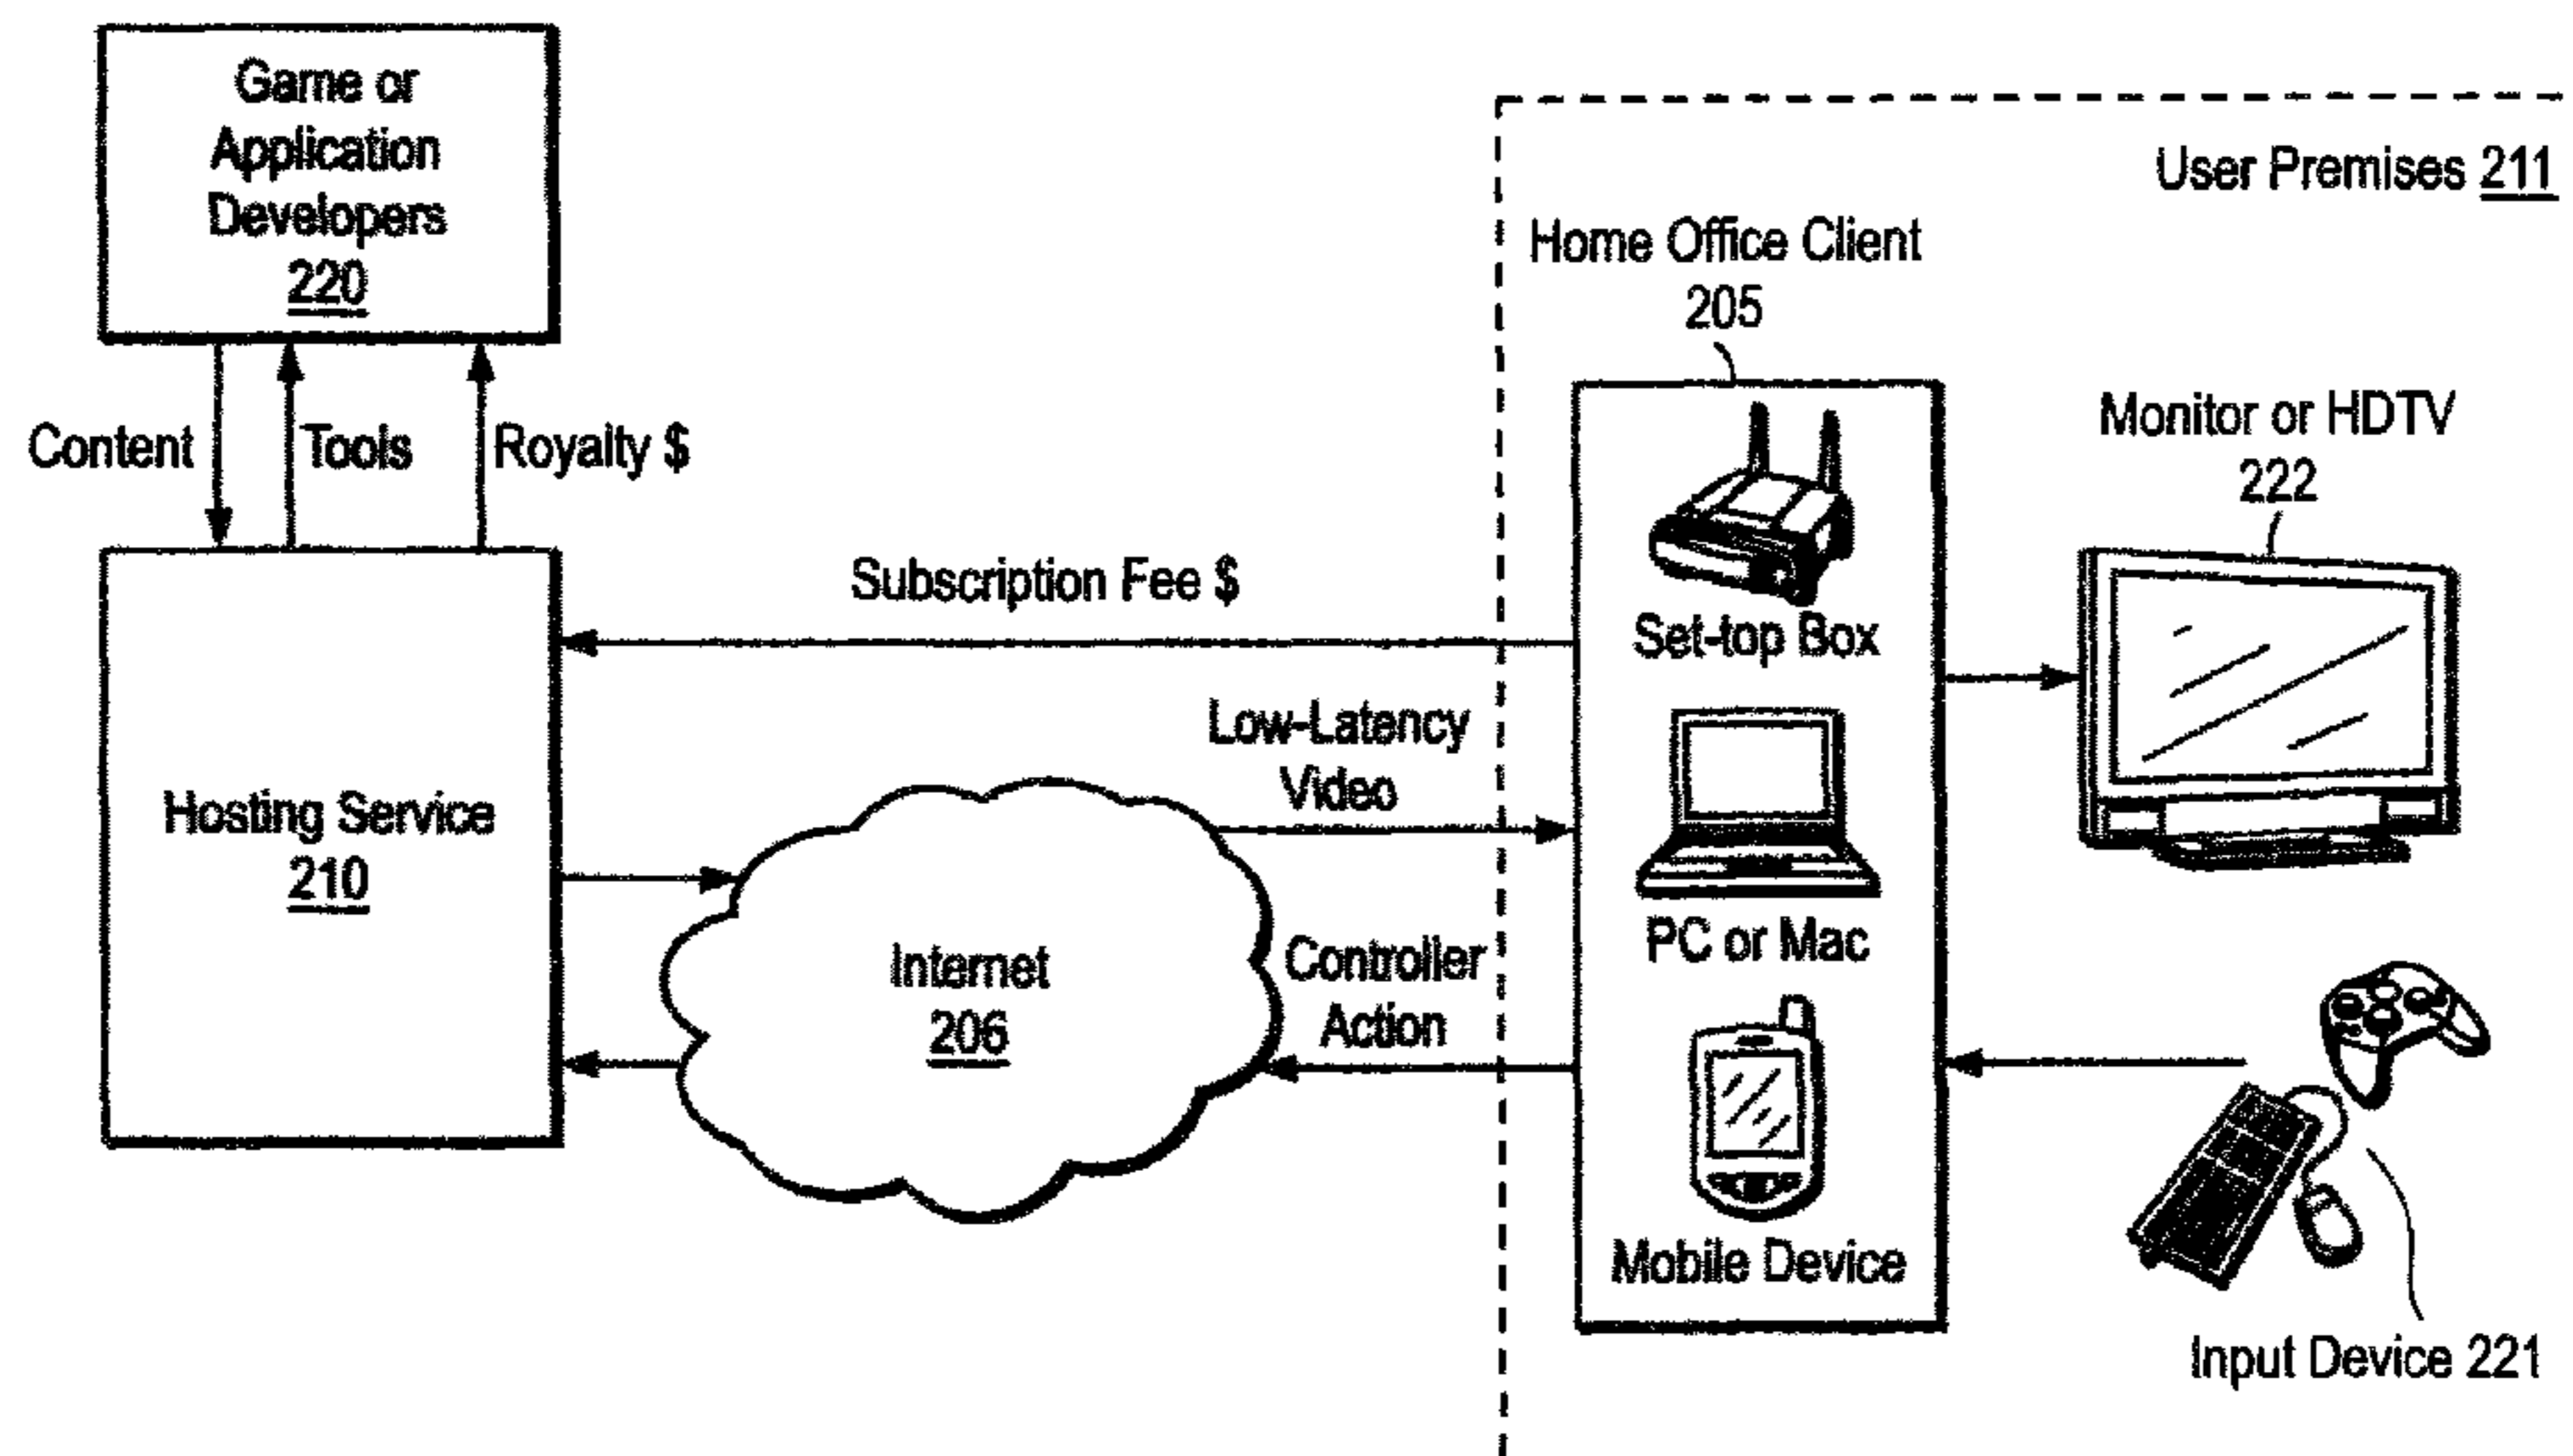 Game or
Application
Developers
220
User Premises 211
Home Office Client
205
Monitor or HDTV
222
Content
Tools
Royalty $
Subscription Fee $
Set-top Box
Low-Latency
Video
Hosting Service
210
PC or Mac
Internet
206
Controller
Action
Mobile Device
Input Device 221